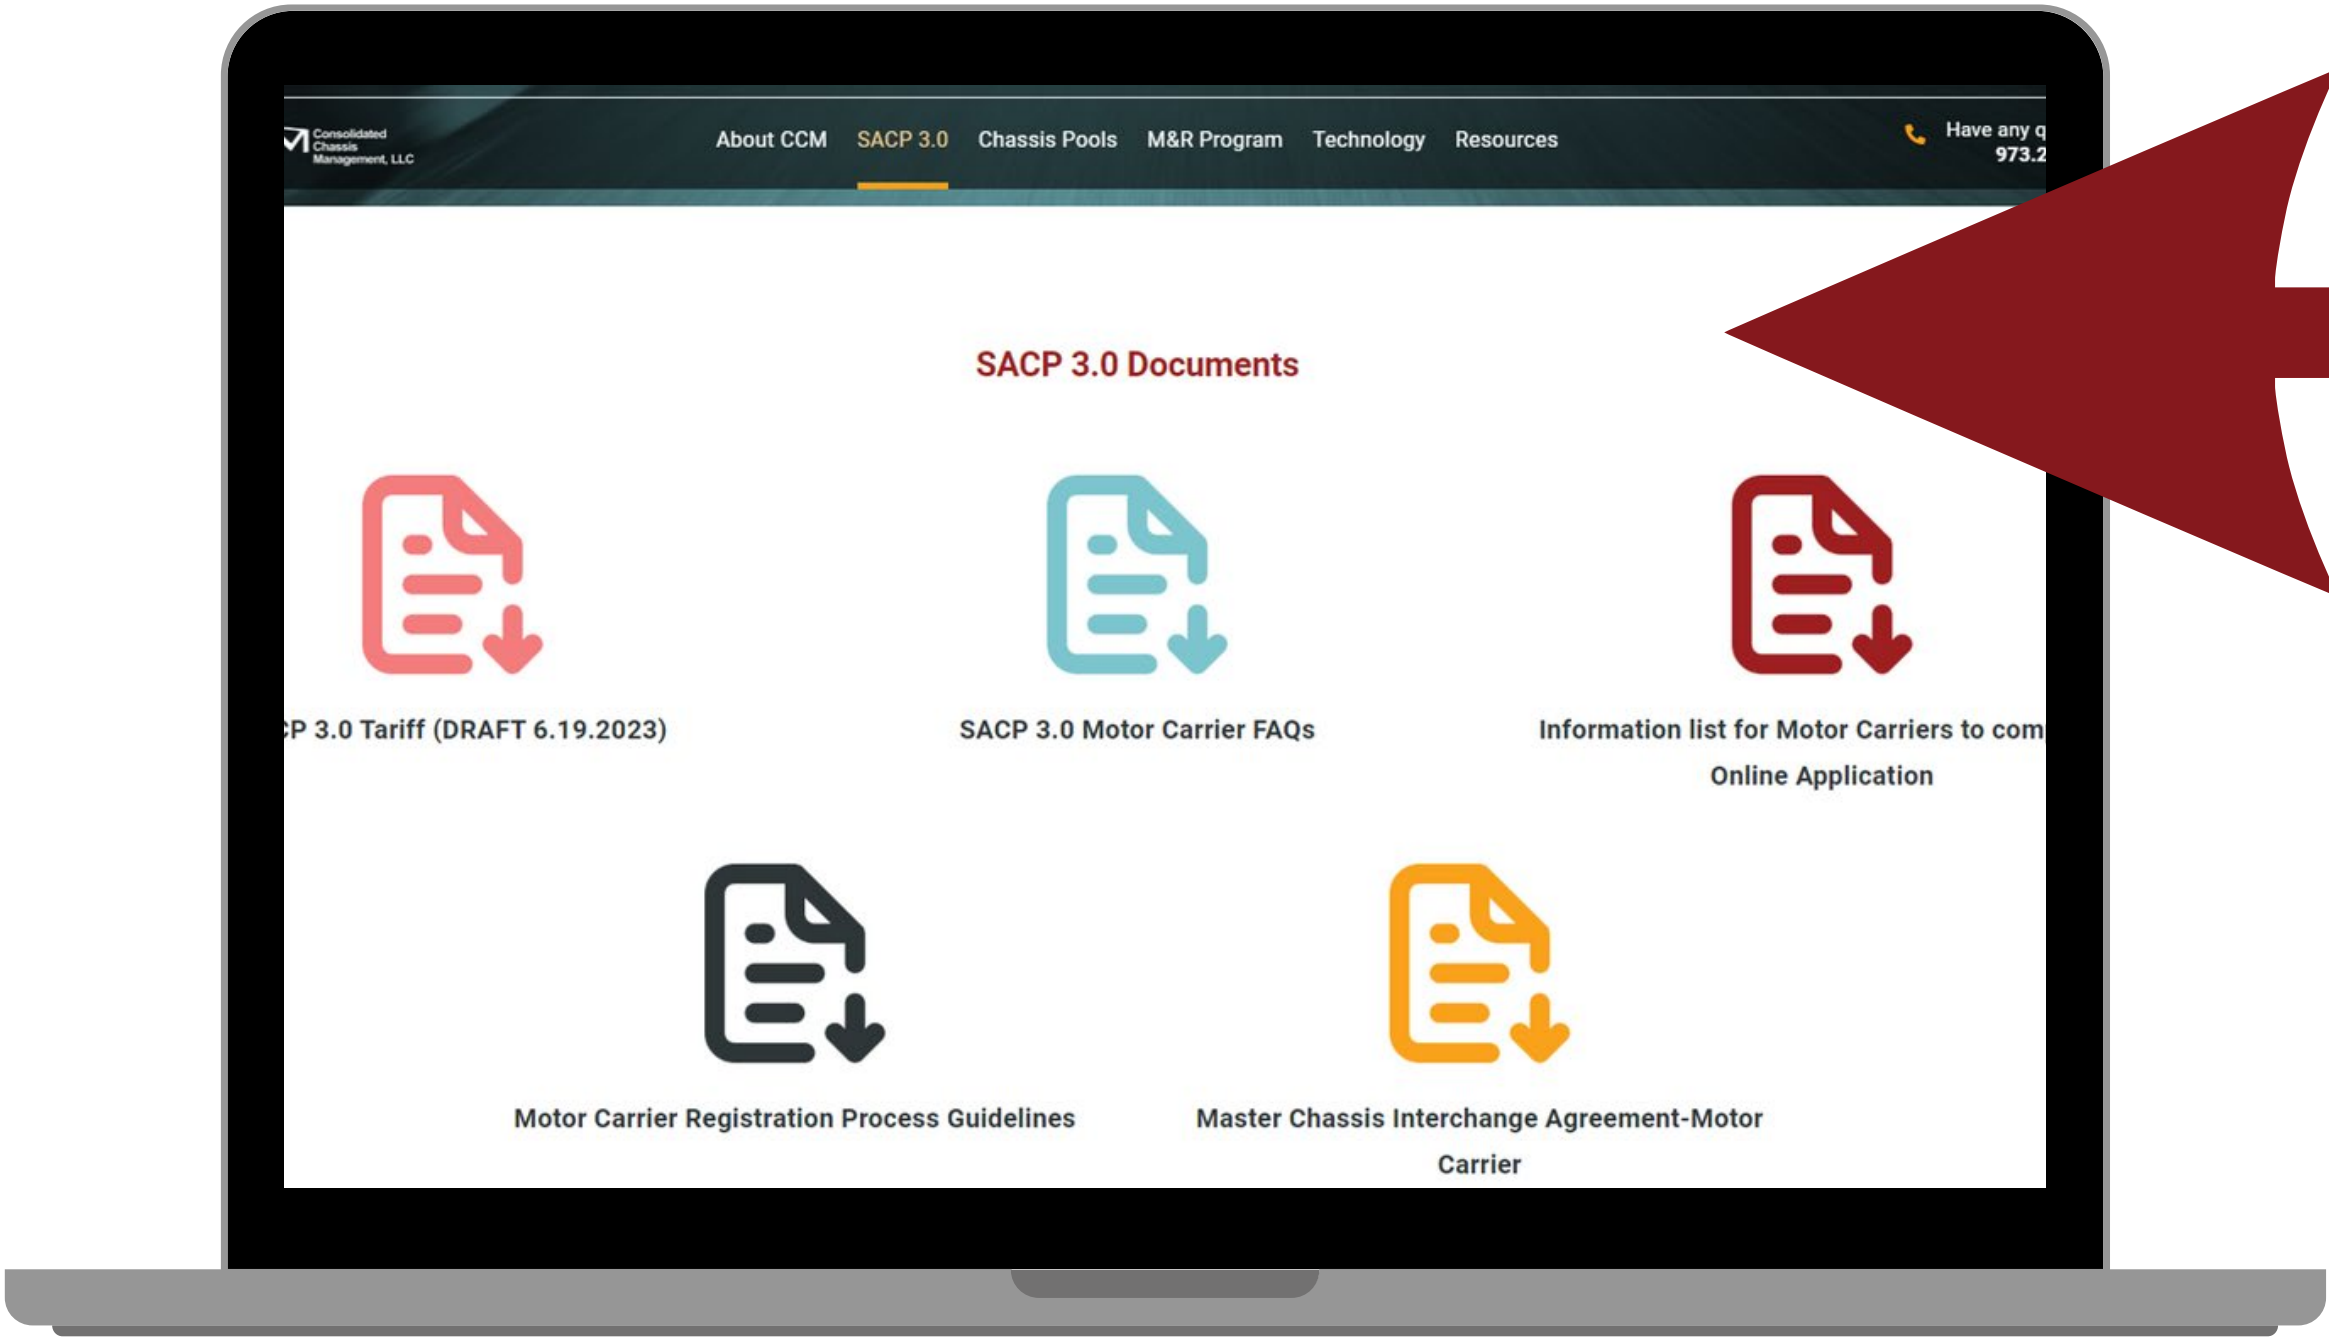 Consolidated
Chassis
Management, LLC
About CCM SACP 3.0 Chassis Pools M&R Program Technology Resources
Have any q
973.2
SACP 3.0 Documents
CP 3.0 Tariff (DRAFT 6.19.2023)
SACP 3.0 Motor Carrier FAQs
Information list for Motor Carriers to com
Online Application
Motor Carrier Registration Process Guidelines
Master Chassis Interchange Agreement-Motor
Carrier